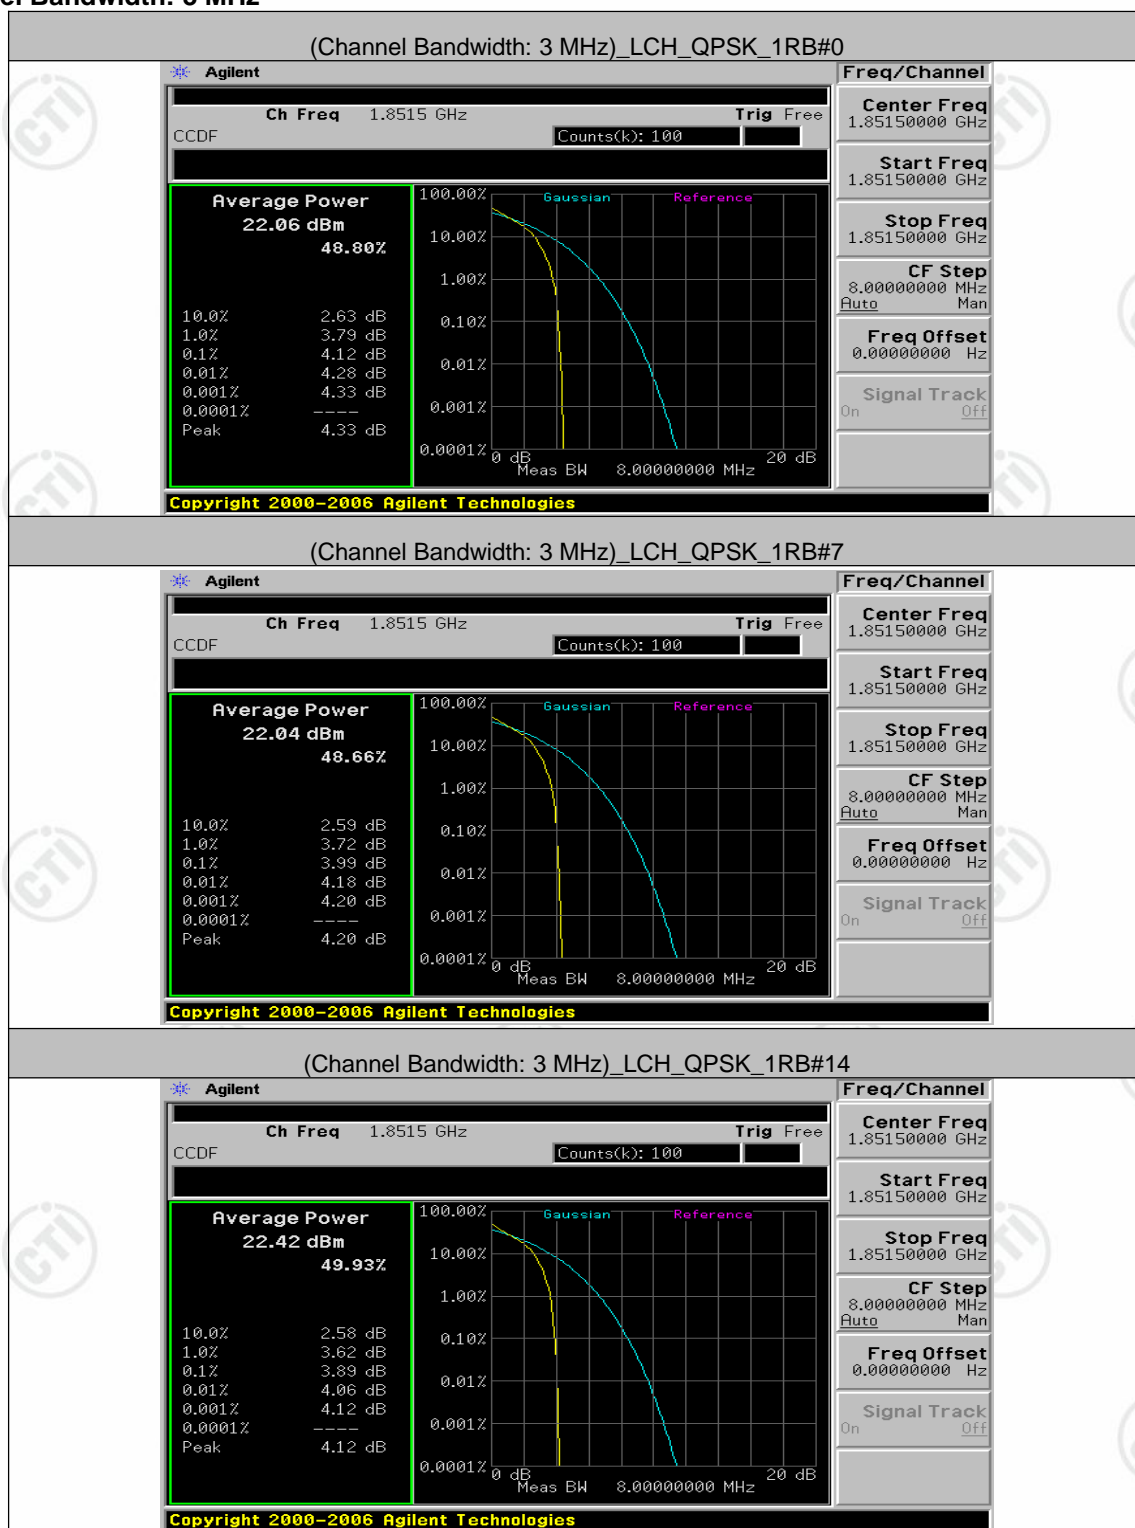 el Bandwidth: 3 MHz
(Channel Bandwidth: 3 MHz)_LCH_QPSK_1RB#0
Agilent
Freq/Channel
Ch Freq 1.8515 GHz Trig Free
CCDF Counts(k): 100
Average Power
22.06 dBm
48.80%
10.0% 2.63 dB
1.0% 3.79 dB
0.1% 4.12 dB
0.01% 4.28 dB
0.001% 4.33 dB
0.0001% ----
Peak 4.33 dB
Gaussian Reference
100.00%
10.00%
1.00%
0.10%
0.01%
0.001%
0.0001%
0 dB 20 dB
Meas BW 8.00000000 MHz
Center Freq
1.85150000 GHz
Start Freq
1.85150000 GHz
Stop Freq
1.85150000 GHz
CF Step
8.00000000 MHz
Auto Man
Freq Offset
0.00000000 Hz
Signal Track
On Off
Copyright 2000-2006 Agilent Technologies
(Channel Bandwidth: 3 MHz)_LCH_QPSK_1RB#7
Agilent
Freq/Channel
Ch Freq 1.8515 GHz Trig Free
CCDF Counts(k): 100
Average Power
22.04 dBm
48.66%
10.0% 2.59 dB
1.0% 3.72 dB
0.1% 3.99 dB
0.01% 4.18 dB
0.001% 4.20 dB
0.0001% ----
Peak 4.20 dB
Gaussian Reference
100.00%
10.00%
1.00%
0.10%
0.01%
0.001%
0.0001%
0 dB 20 dB
Meas BW 8.00000000 MHz
Center Freq
1.85150000 GHz
Start Freq
1.85150000 GHz
Stop Freq
1.85150000 GHz
CF Step
8.00000000 MHz
Auto Man
Freq Offset
0.00000000 Hz
Signal Track
On Off
Copyright 2000-2006 Agilent Technologies
(Channel Bandwidth: 3 MHz)_LCH_QPSK_1RB#14
Agilent
Freq/Channel
Ch Freq 1.8515 GHz Trig Free
CCDF Counts(k): 100
Average Power
22.42 dBm
49.93%
10.0% 2.58 dB
1.0% 3.62 dB
0.1% 3.89 dB
0.01% 4.06 dB
0.001% 4.12 dB
0.0001% ----
Peak 4.12 dB
Gaussian Reference
100.00%
10.00%
1.00%
0.10%
0.01%
0.001%
0.0001%
0 dB 20 dB
Meas BW 8.00000000 MHz
Center Freq
1.85150000 GHz
Start Freq
1.85150000 GHz
Stop Freq
1.85150000 GHz
CF Step
8.00000000 MHz
Auto Man
Freq Offset
0.00000000 Hz
Signal Track
On Off
Copyright 2000-2006 Agilent Technologies
CTI
CTI
CTI
CTI
CTI
CTI
CTI
CTI